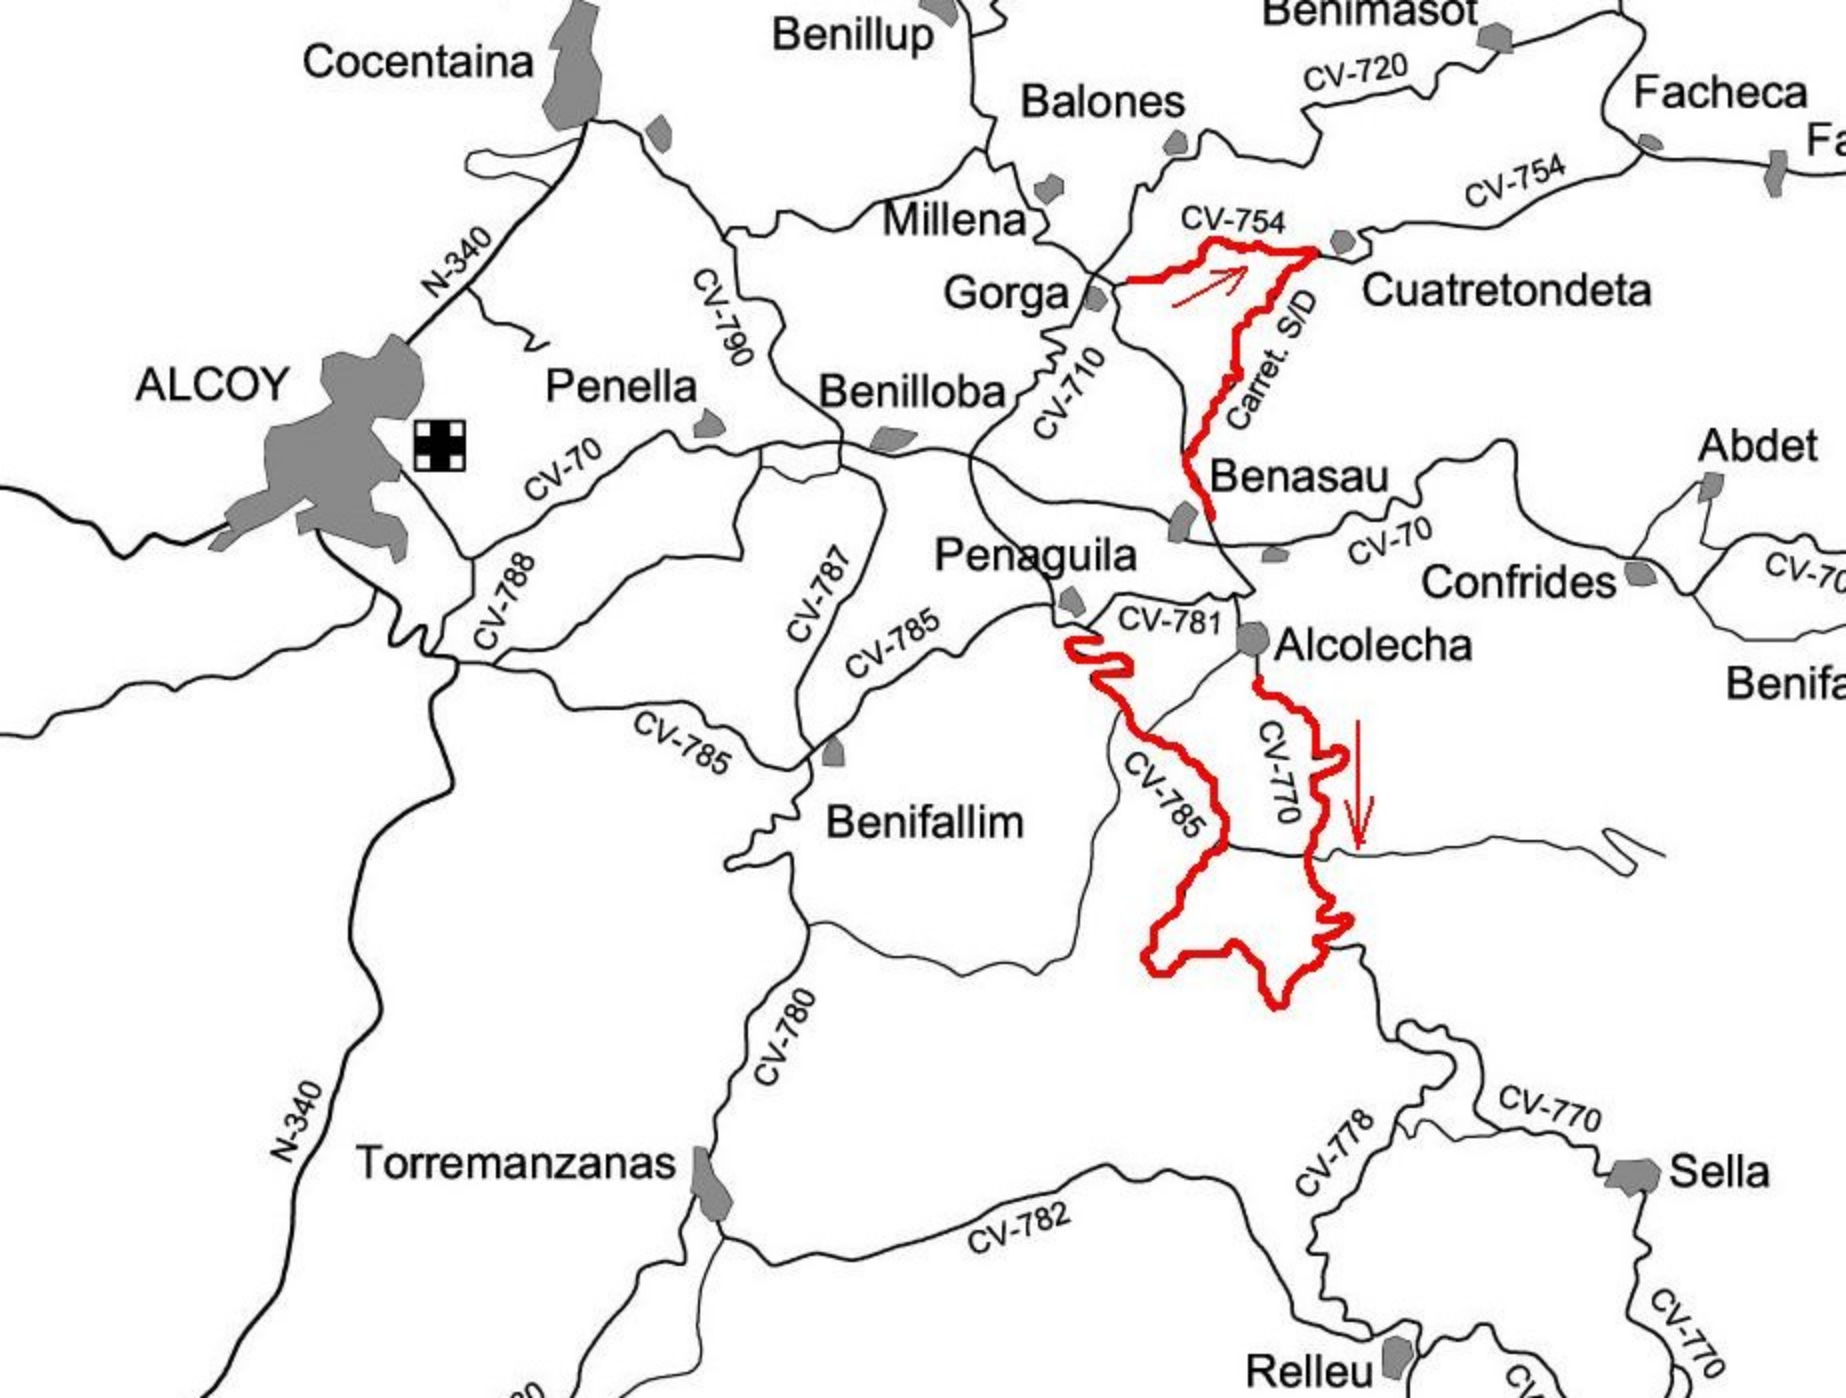 Benimasot
Benillup
Cocentaina
CV-720
Facheca
Balones
CV-754
Millena
CV-754
N-340
Gorga
Cuatretondeta
CV-790
Carret. S/D
ALCOY
Penella
Benilloba
CV-710
Abdet
CV-70
Benasau
CV-70
Penaguila
CV-788
CV-787
Confrides
CV-781
CV-785
Alcolecha
CV-785
CV-770
CV-785
Benifallim
CV-780
N-340
CV-770
CV-778
Torremanzanas
Sella
CV-782
CV-770
Relleu